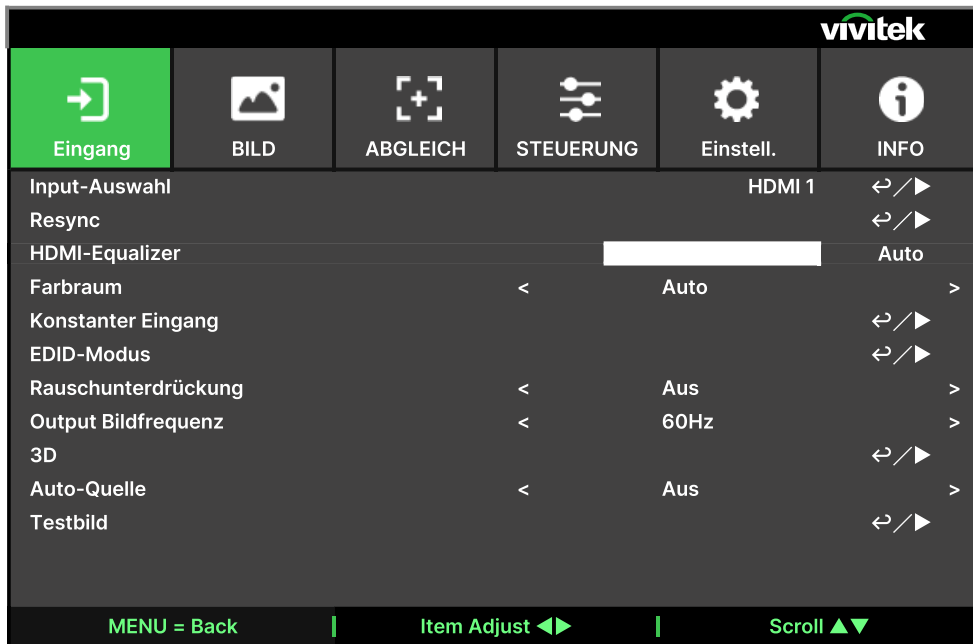 vivitek
Eingang BILD ABGLEICH STEUERUNG Einstell. INFO
Input-Auswahl HDMI 1 ↩/▶
Resync ↩/▶
HDMI-Equalizer Auto
Farbraum < Auto >
Konstanter Eingang ↩/▶
EDID-Modus ↩/▶
Rauschunterdrückung < Aus >
Output Bildfrequenz < 60Hz >
3D ↩/▶
Auto-Quelle < Aus >
Testbild ↩/▶
MENU = Back Item Adjust ◀▶ Scroll ▲▼